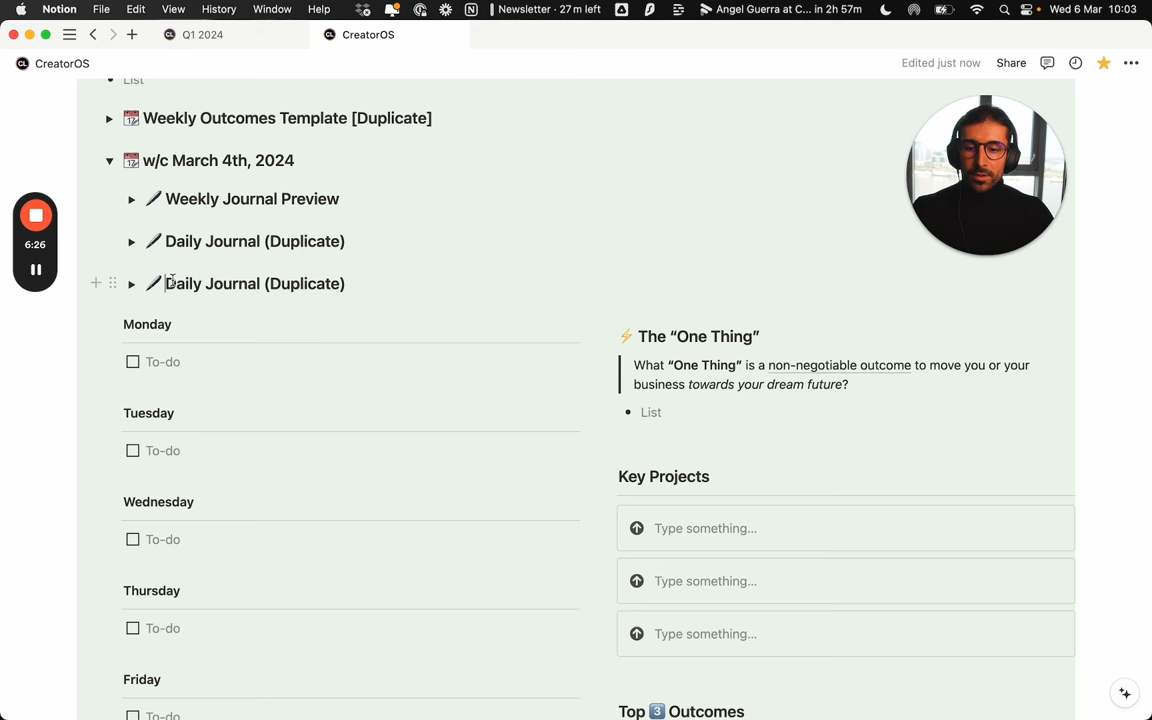 Notion File Edit View History Window Help Newsletter · 27 m left Angel Guerra at C... in 2h 57m Wed 6 Mar 10:03
Q1 2024 CreatorOS
CreatorOS Edited just now Share
List
Weekly Outcomes Template [Duplicate]
w/c March 4th, 2024
Weekly Journal Preview
6:26
Daily Journal (Duplicate)
Daily Journal (Duplicate)
Monday
To-do
Tuesday
To-do
Wednesday
To-do
Thursday
To-do
Friday
To-do
⚡ The “One Thing”
What “One Thing” is a non-negotiable outcome to move you or your
business towards your dream future?
List
Key Projects
Type something...
Type something...
Type something...
Top 3️⃣ Outcomes